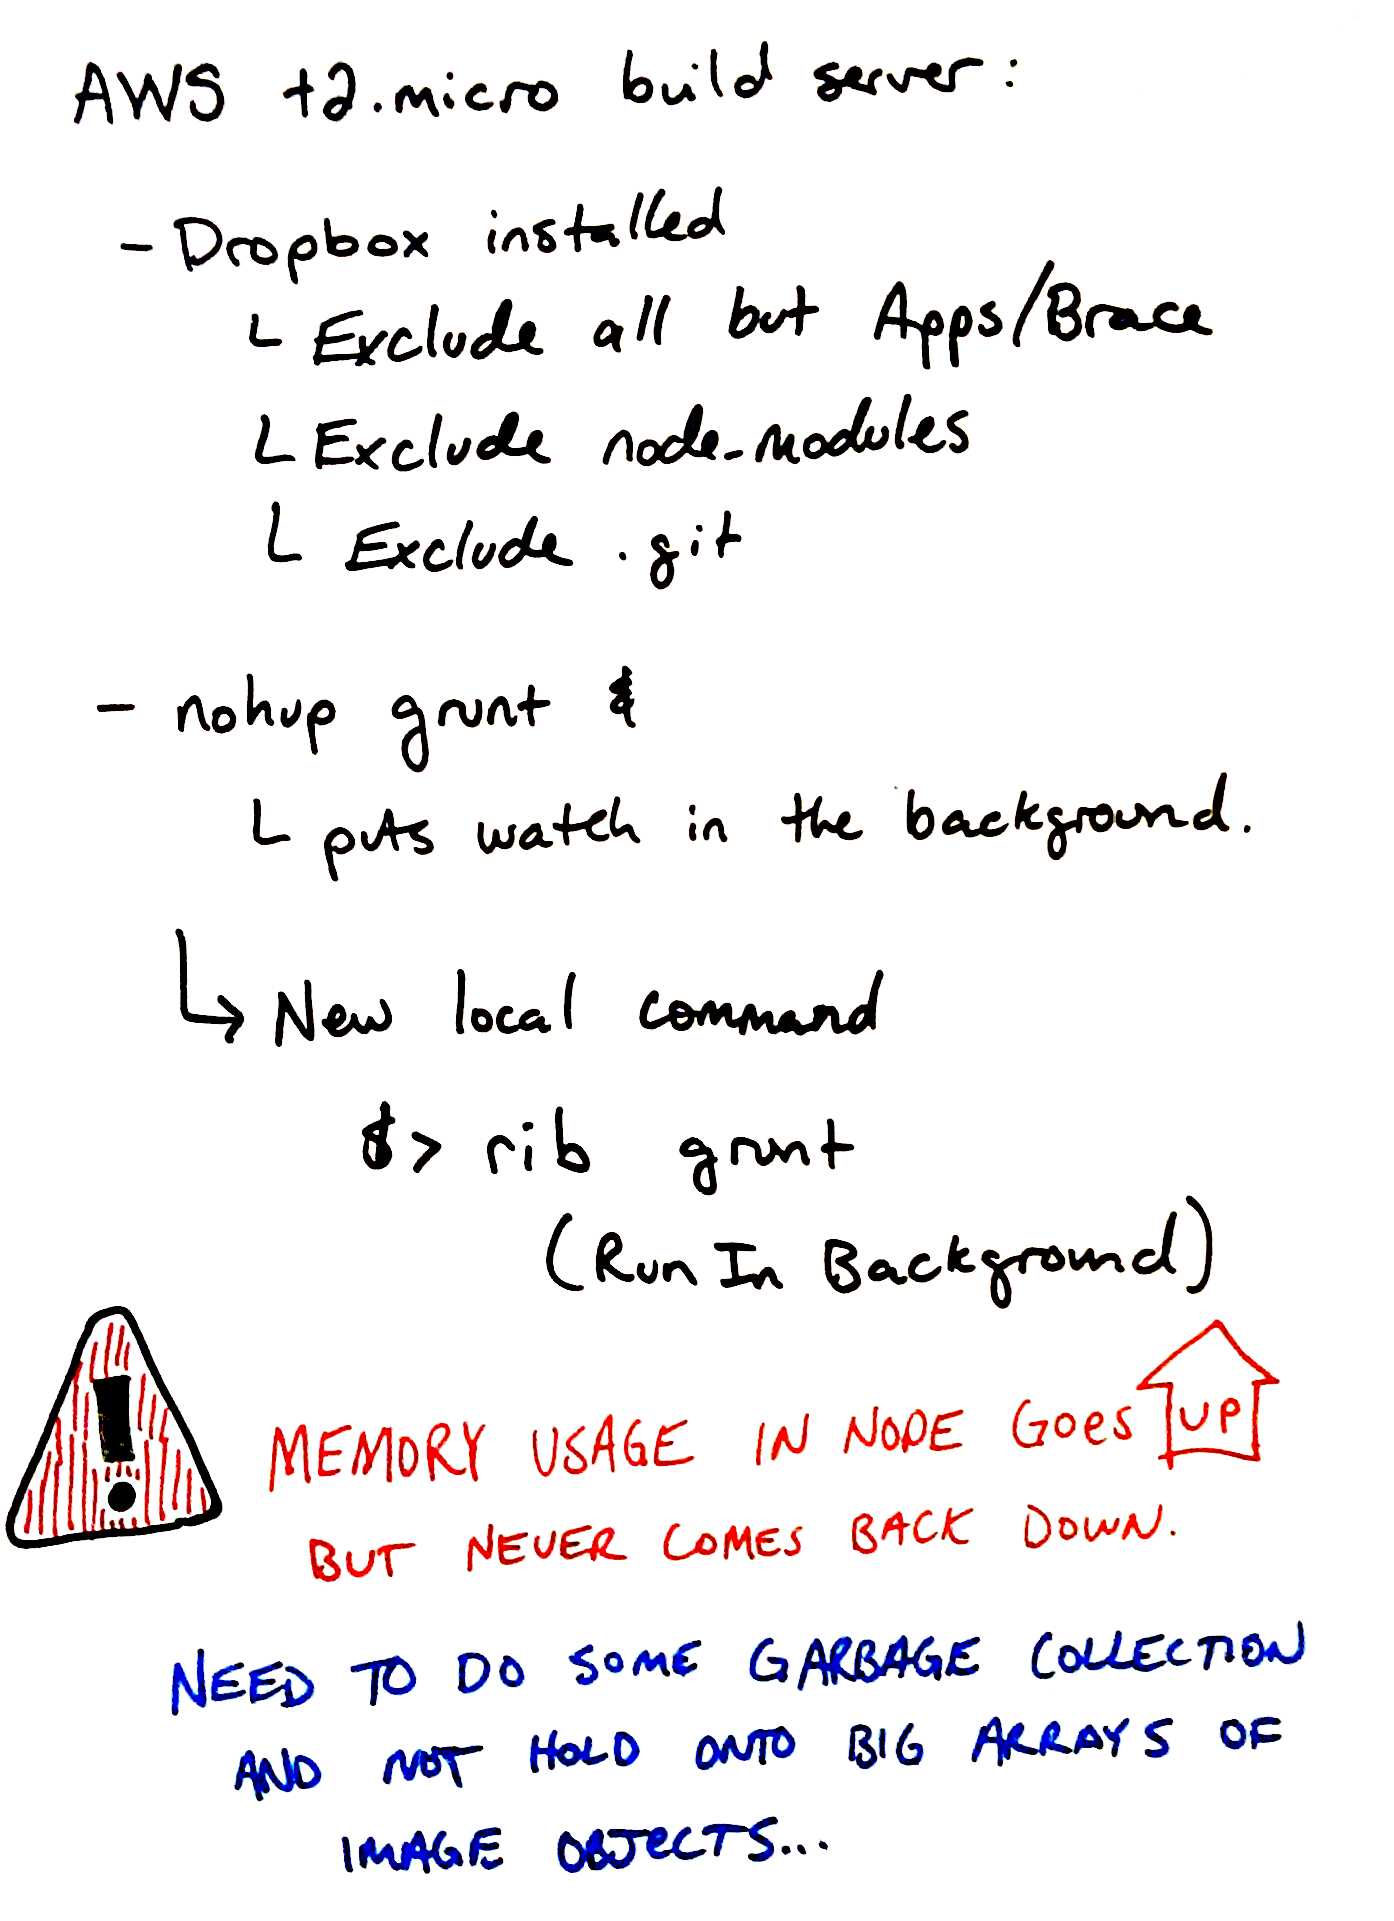 AWS t2.micro build server:
- Dropbox installed
└ Exclude all but Apps/Brace
└ Exclude node_modules
└ Exclude .git
- nohup grunt &
└ puts watch in the background.
↳ New local command
$> rib grunt
(Run In Background)
! MEMORY USAGE IN NODE GOES UP
BUT NEVER COMES BACK DOWN.
NEED TO DO SOME GARBAGE COLLECTION
AND NOT HOLD ONTO BIG ARRAYS OF
IMAGE OBJECTS...